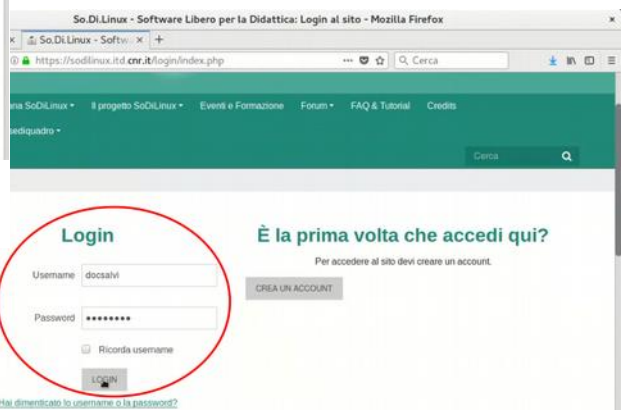 So.Di.Linux - Software Libero per la Didattica: Login al sito - Mozilla Firefox
So.Di.Linux - Softw
https://sodilinux.itd.cnr.it/login/index.php
Cerca
SoDiLinux
Il progetto SoDiLinux
Eventi e Formazione
Forum
FAQ & Tutorial
Credits
Cerca
Login
Username
docsalvi
Password
••••••••
Ricorda username
LOGIN
Hai dimenticato lo username o la password?
È la prima volta che accedi qui?
Per accedere al sito devi creare un account.
CREA UN ACCOUNT